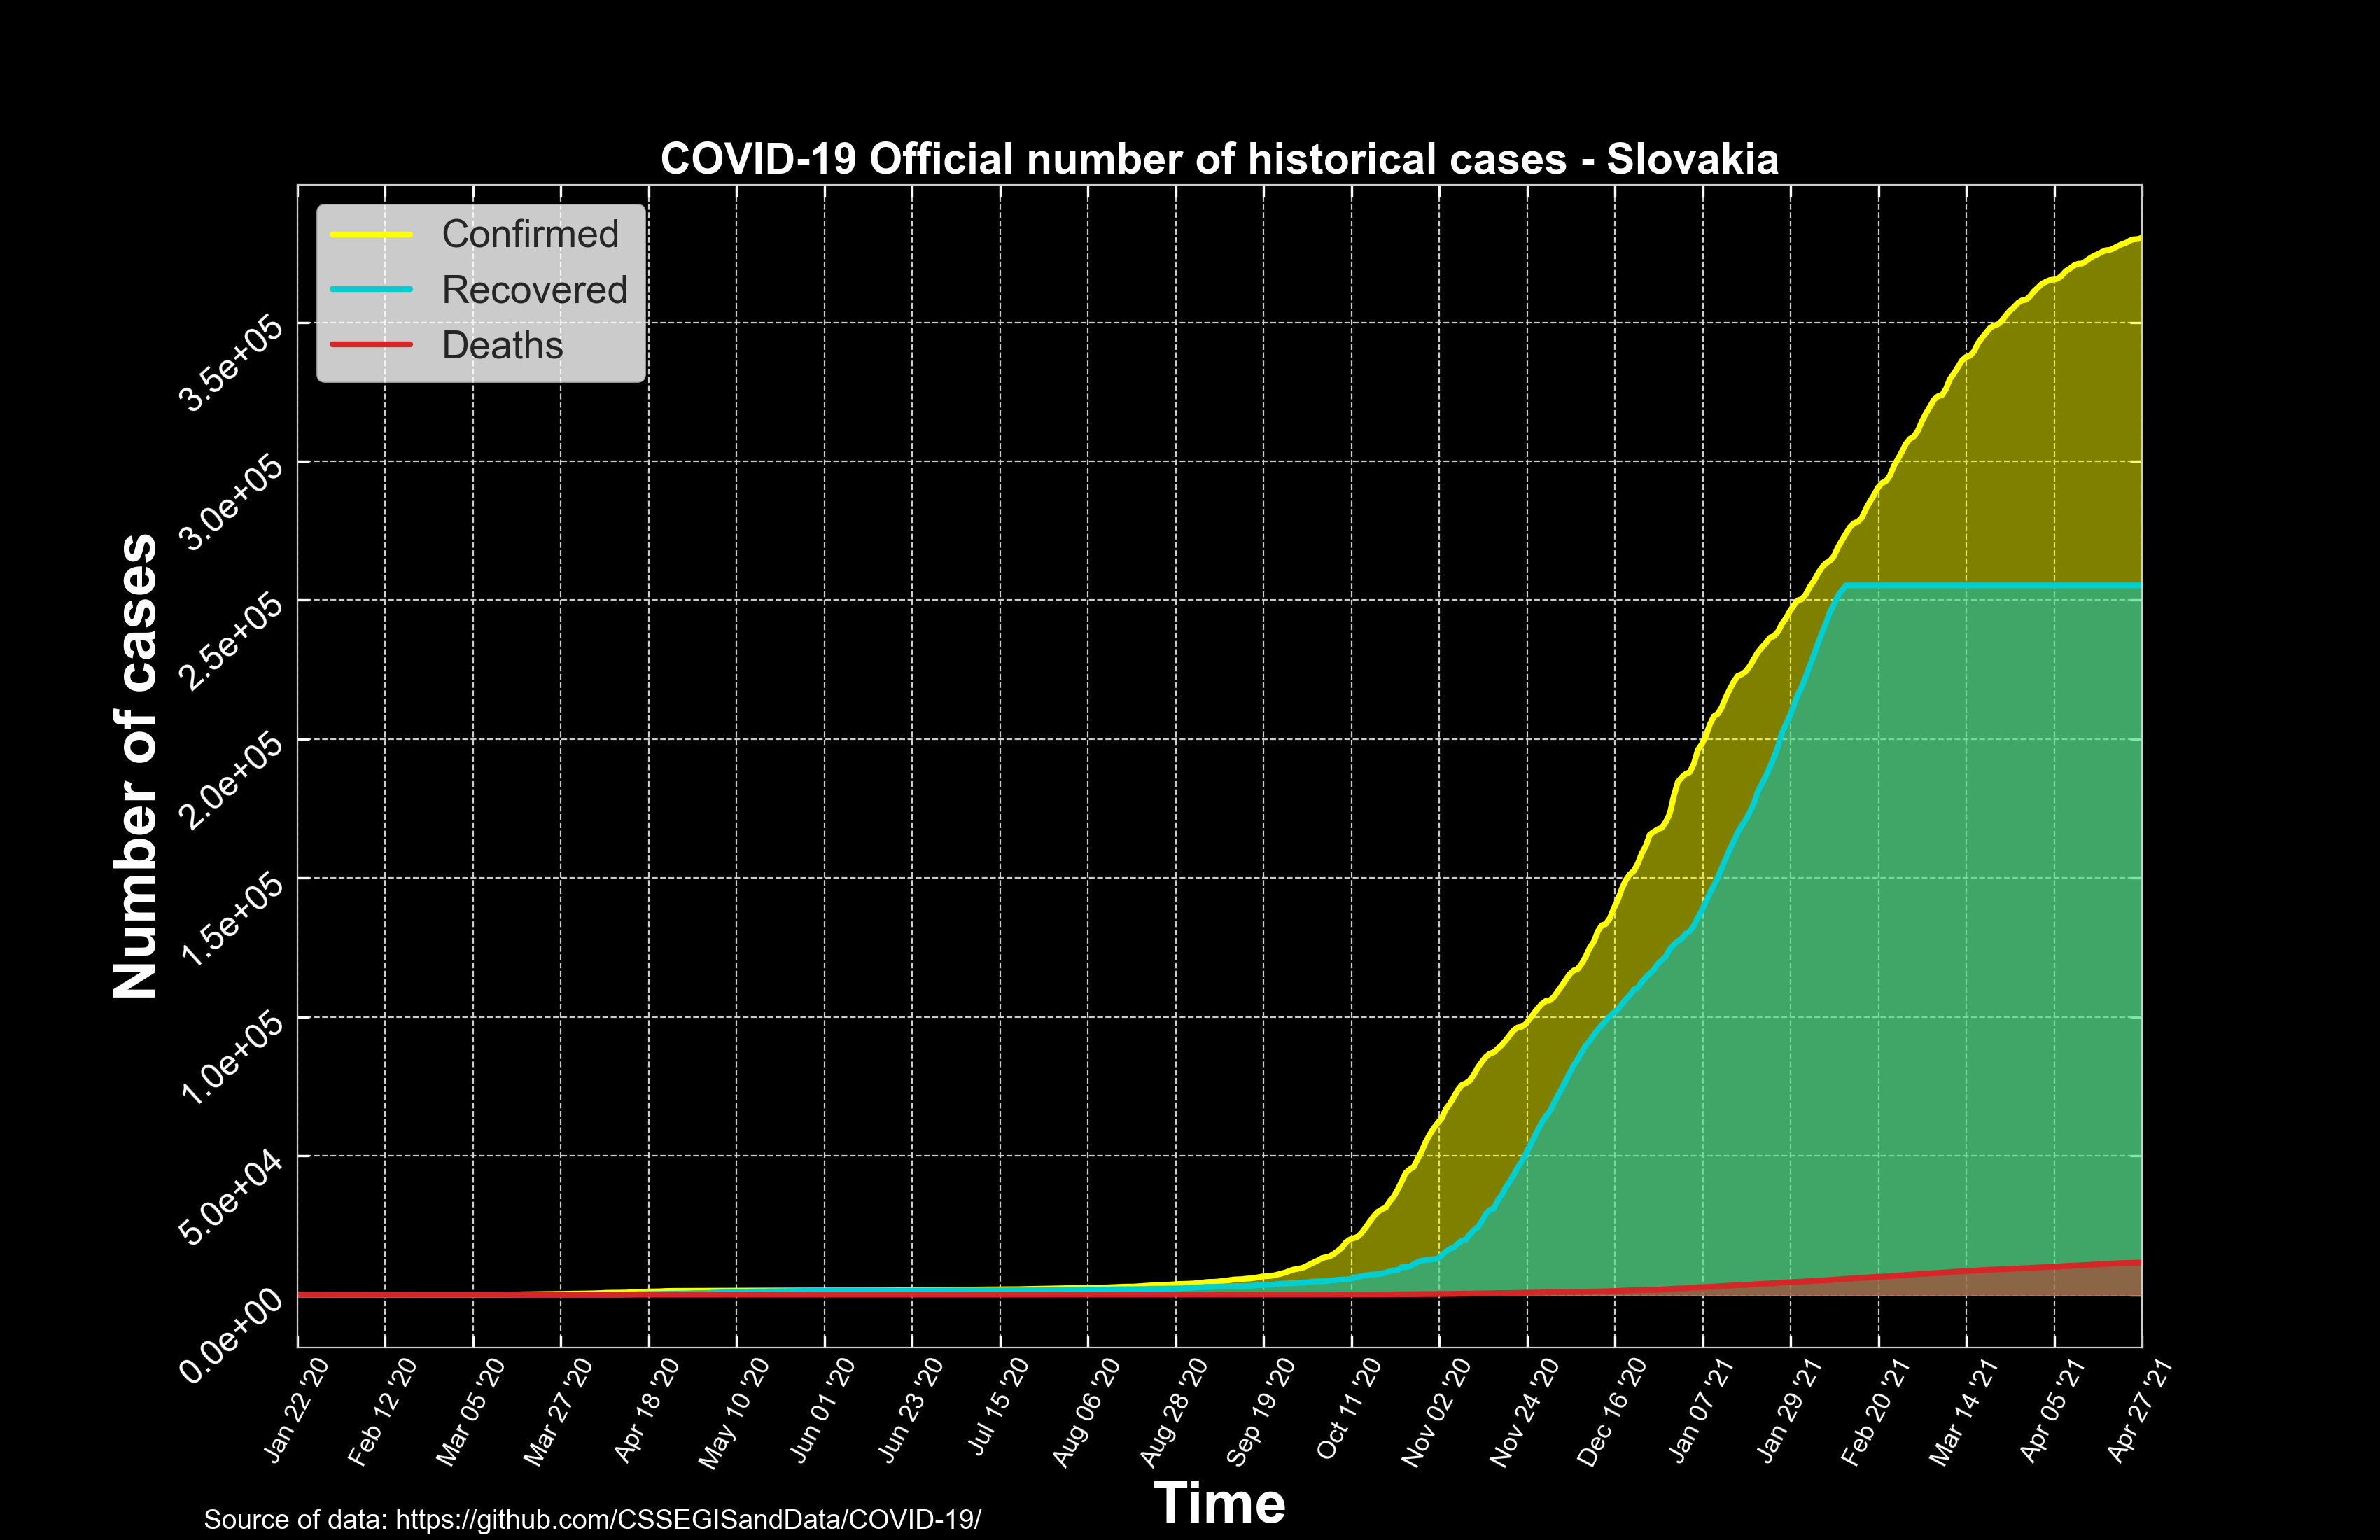 COVID-19 Official number of historical cases - Slovakia
Confirmed
Recovered
Deaths
Number of cases
3.5e+05
3.0e+05
2.5e+05
2.0e+05
1.5e+05
1.0e+05
5.0e+04
0.0e+00
Jan 22 '20
Feb 12 '20
Mar 05 '20
Mar 27 '20
Apr 18 '20
May 10 '20
Jun 01 '20
Jun 23 '20
Jul 15 '20
Aug 06 '20
Aug 28 '20
Sep 19 '20
Oct 11 '20
Nov 02 '20
Nov 24 '20
Dec 16 '20
Jan 07 '21
Jan 29 '21
Feb 20 '21
Mar 14 '21
Apr 05 '21
Apr 27 '21
Time
Source of data: https://github.com/CSSEGISandData/COVID-19/